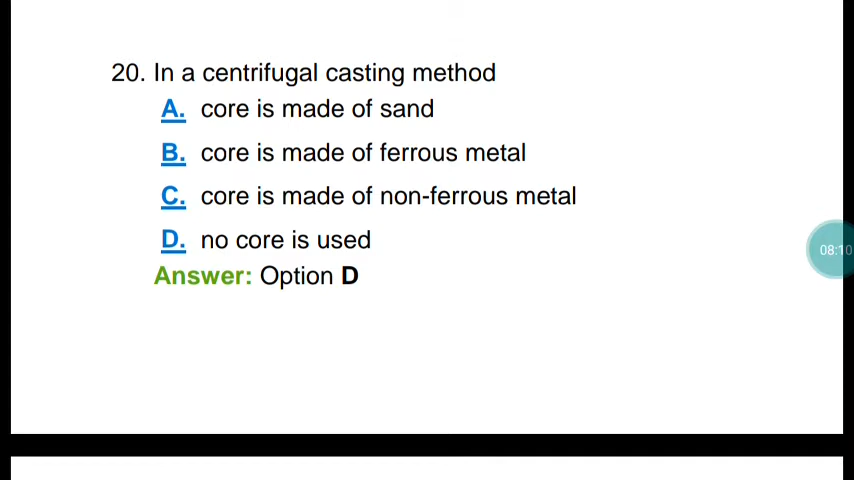 20. In a centrifugal casting method
A. core is made of sand
B. core is made of ferrous metal
C. core is made of non-ferrous metal
D. no core is used
Answer: Option D
08:10